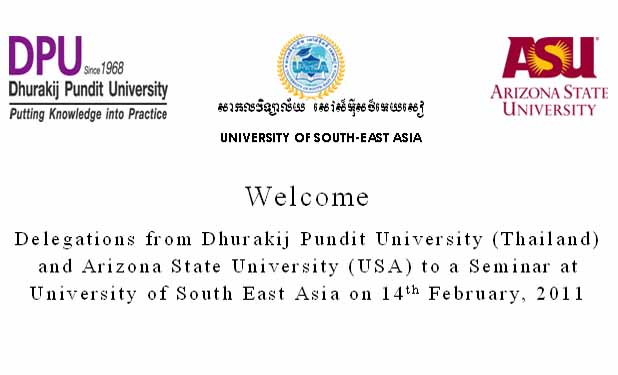 DPU Since 1968
Dhurakij Pundit University
Putting Knowledge into Practice
USEA
សាកលវិទ្យាល័យ សៅស៍អ៊ីសថ៍អេយសៀ
UNIVERSITY OF SOUTH-EAST ASIA
ASU
ARIZONA STATE
UNIVERSITY
Welcome
Delegations from Dhurakij Pundit University (Thailand)
and Arizona State University (USA) to a Seminar at
University of South East Asia on 14th February, 2011